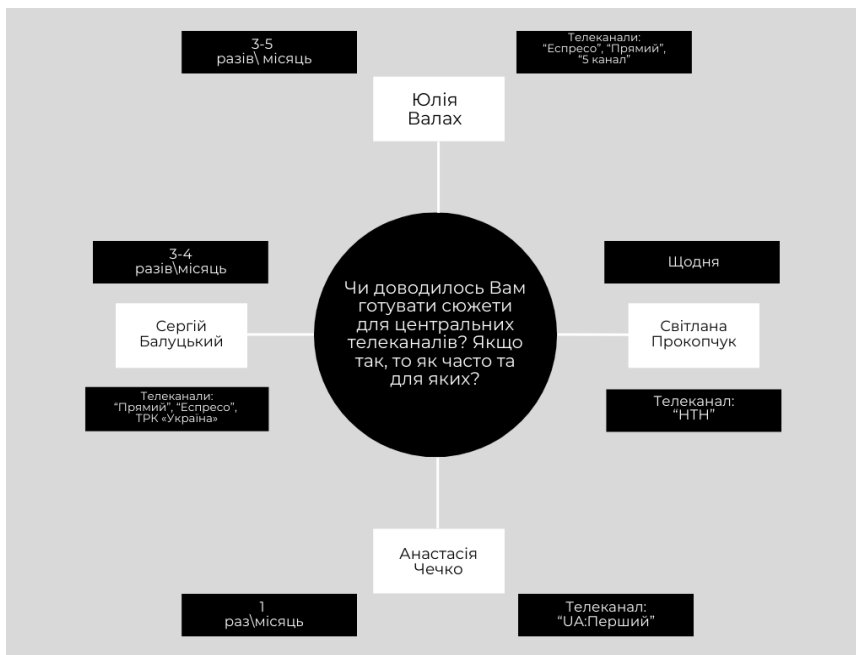 3-5
разів\ місяць
Телеканали:
“Еспресо”, “Прямий”,
“5 канал”
Юлія
Валах
3-4
разів\місяць
Щодня
Чи доводилось Вам
готувати сюжети
для центральних
телеканалів? Якщо
так, то як часто та
для яких?
Сергій
Балуцький
Світлана
Прокопчук
Телеканали:
“Прямий”, “Еспресо”,
ТРК «Україна»
Телеканал:
“НТН”
Анастасія
Чечко
1
раз\місяць
Телеканал:
“UA:Перший”